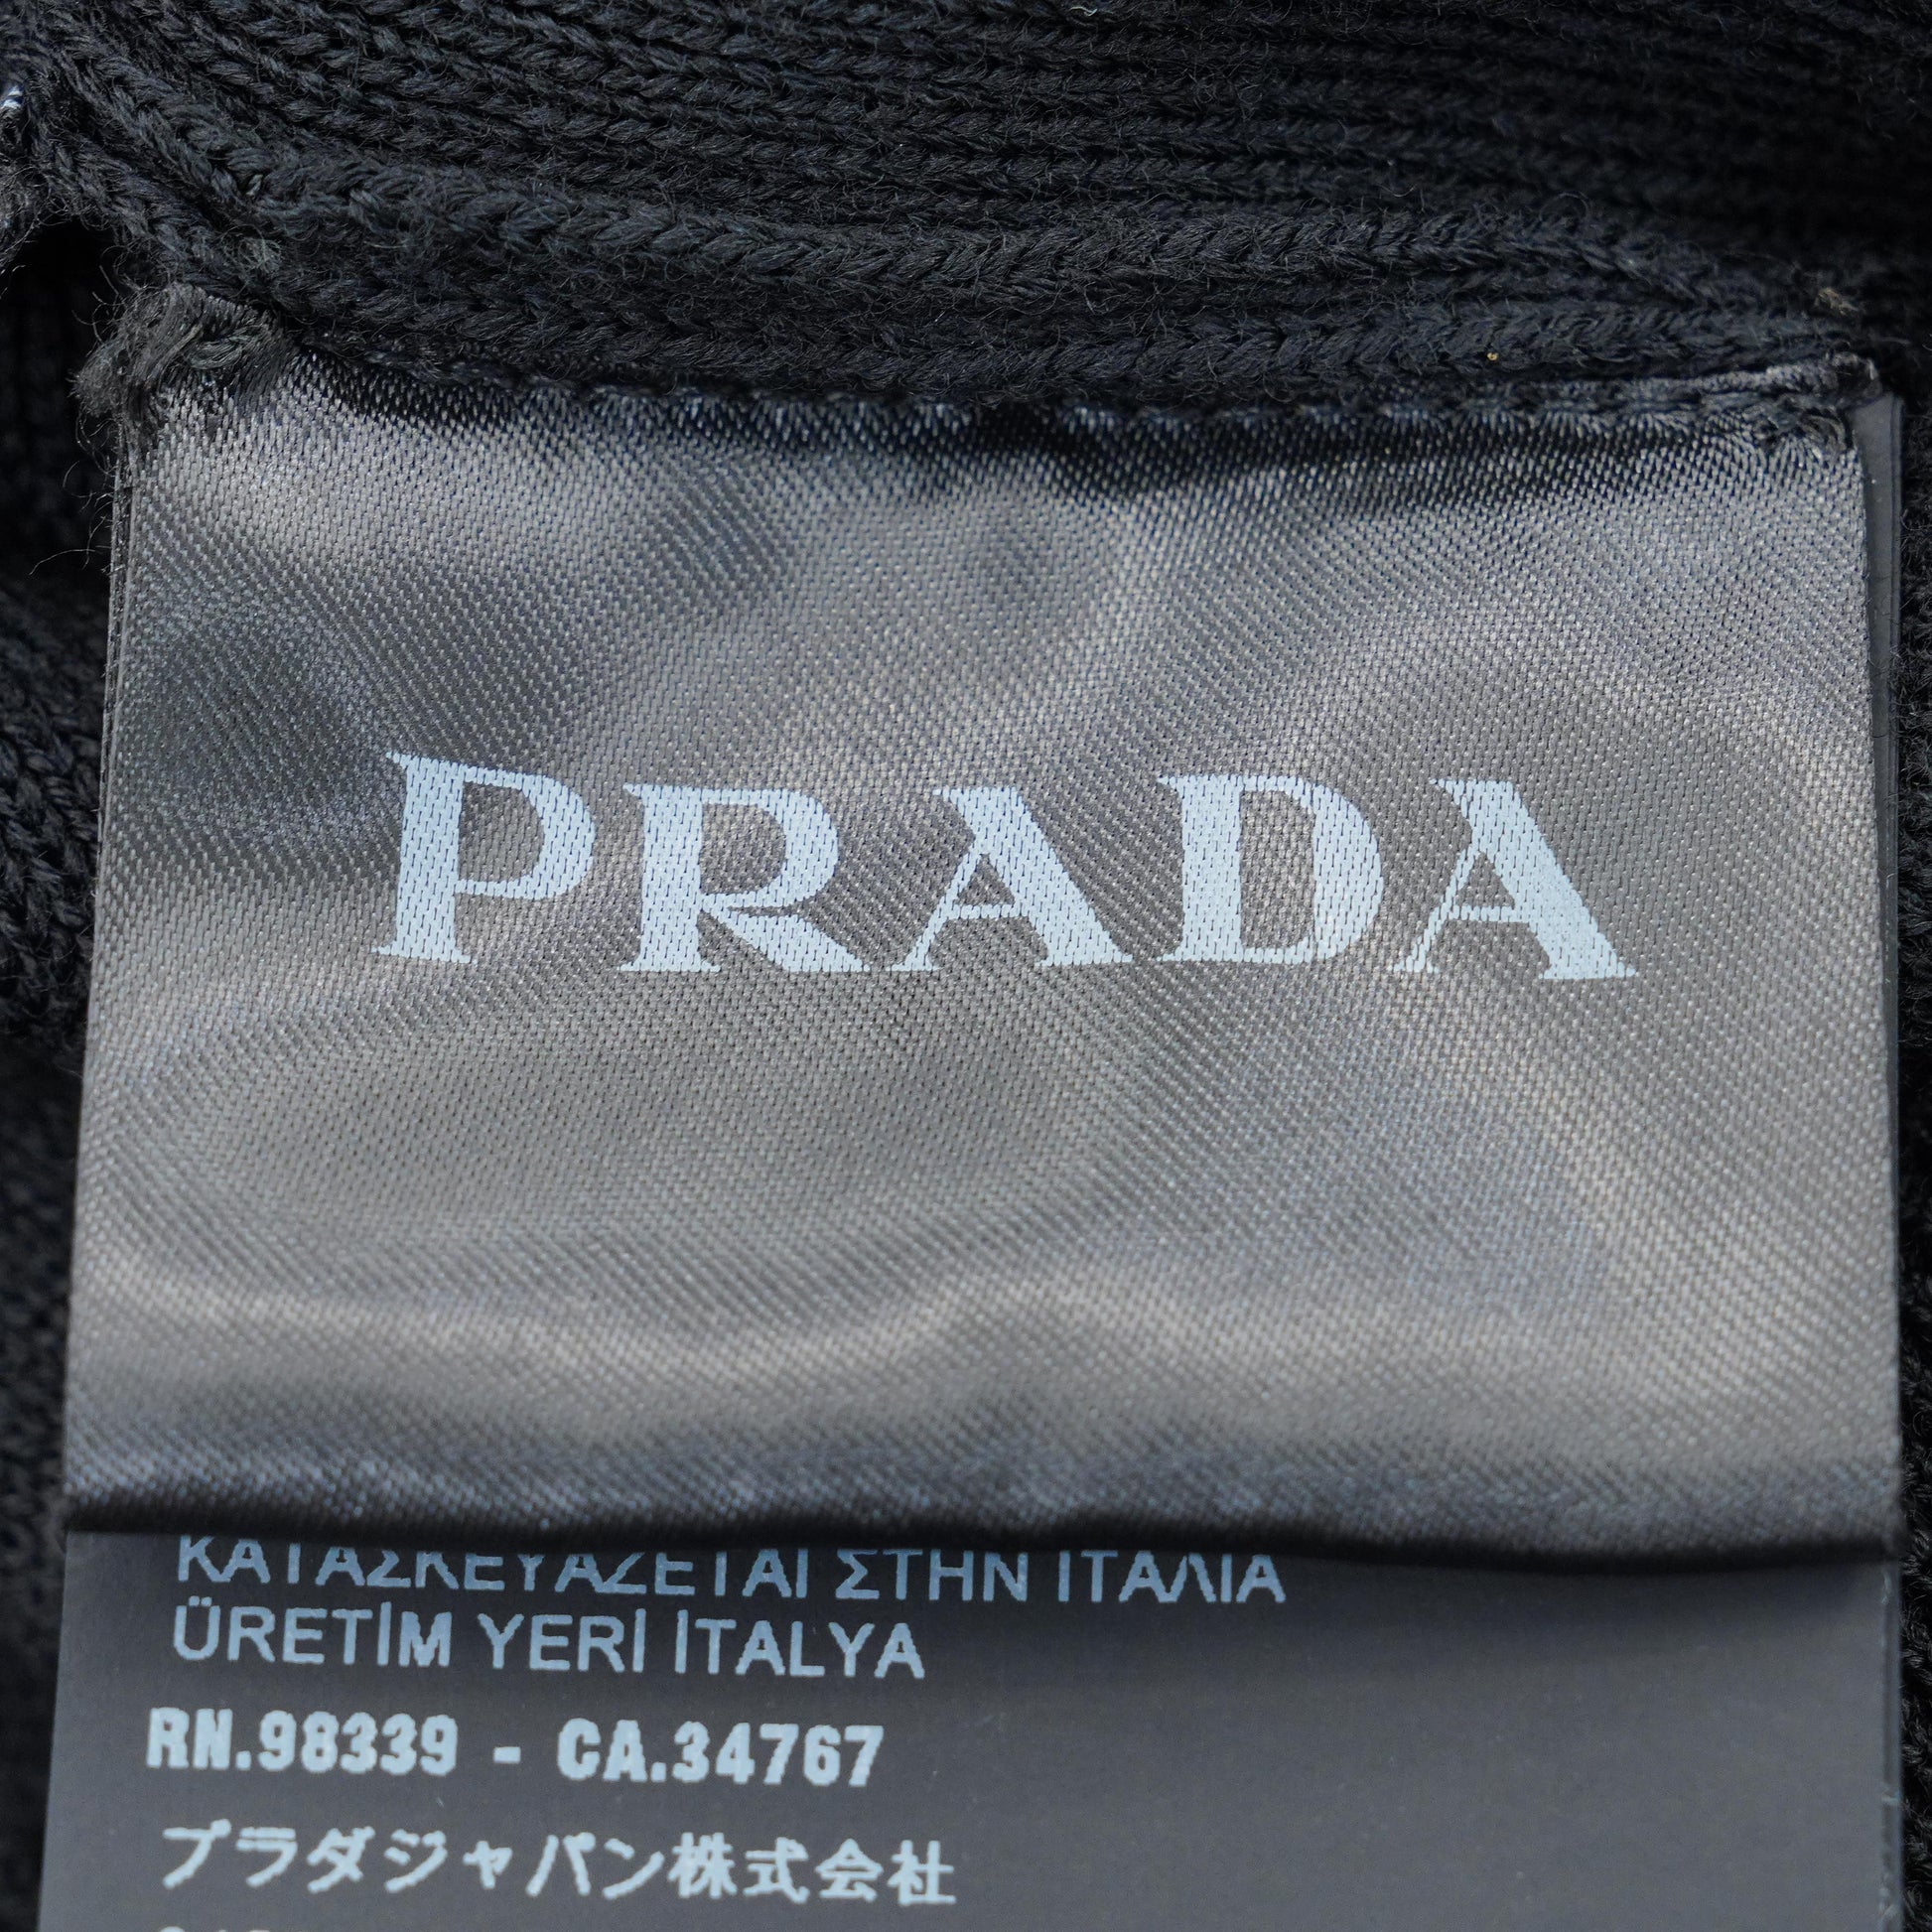 PRADA
ΚΑΤΑΣΚΕΥΑΖΕΤΑΙ ΣΤΗΝ ΙΤΑΛΙΑ
ÜRETİM YERİ İTALYA
RN.98339 - CA.34767
プラダジャパン株式会社